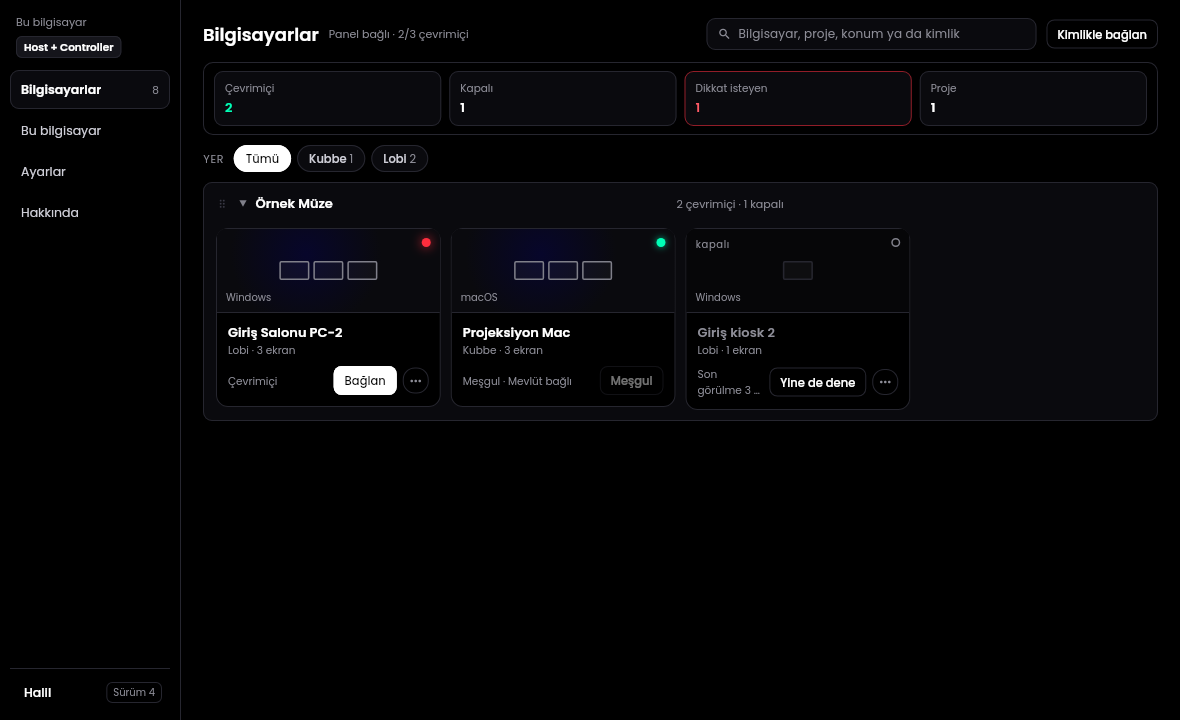 Bu bilgisayar
Host + Controller
Bilgisayarlar 8
Bu bilgisayar
Ayarlar
Hakkında
Halil
Sürüm 4
Bilgisayarlar
Panel bağlı · 2/3 çevrimiçi
Bilgisayar, proje, konum ya da kimlik
Kimlikle bağlan
Çevrimiçi
2
Kapalı
1
Dikkat isteyen
1
Proje
1
YER
Tümü
Kubbe 1
Lobi 2
Örnek Müze
2 çevrimiçi · 1 kapalı
Windows
Giriş Salonu PC-2
Lobi · 3 ekran
Çevrimiçi
Bağlan
macOS
Projeksiyon Mac
Kubbe · 3 ekran
Meşgul · Mevlüt bağlı
Meşgul
kapalı
Windows
Giriş kiosk 2
Lobi · 1 ekran
Son
görülme 3 ...
Yine de dene